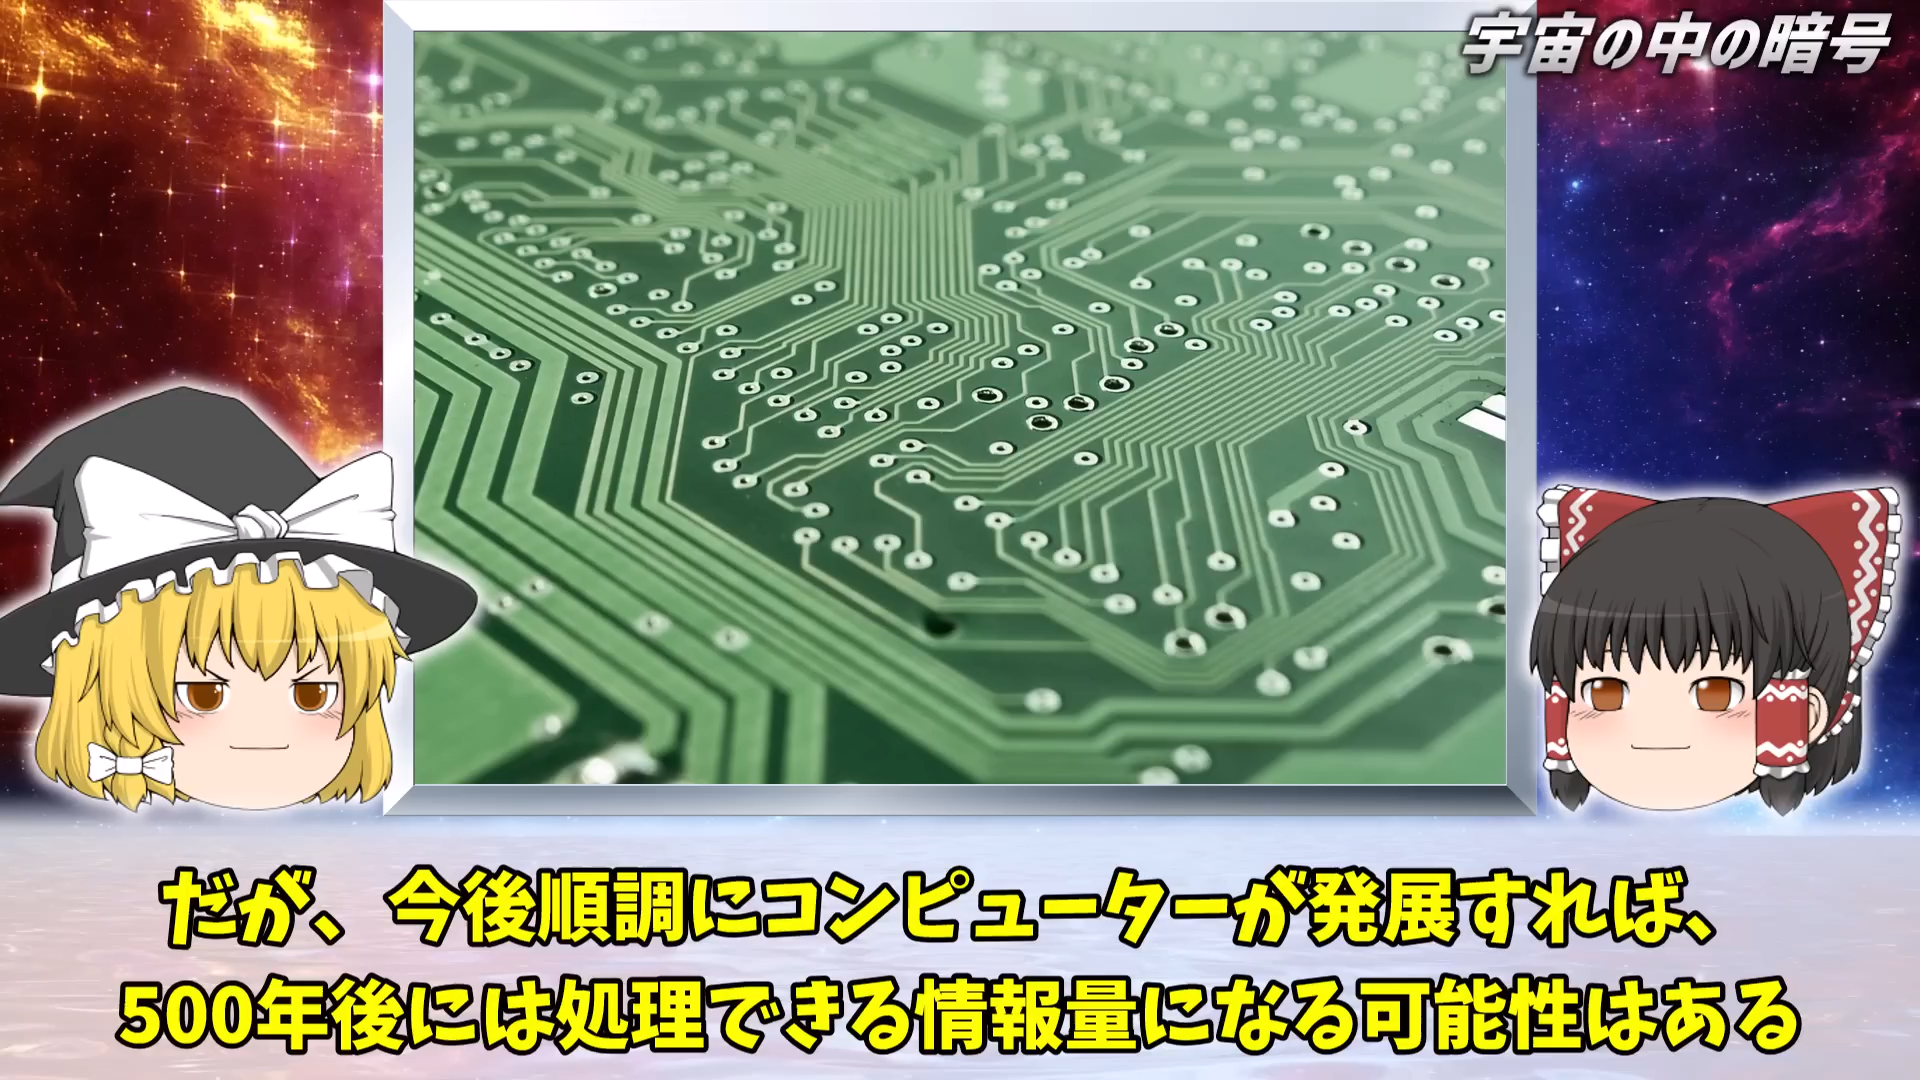 宇宙の中の暗号
だが、今後順調にコンピューターが発展すれば、
500年後には処理できる情報量になる可能性はある